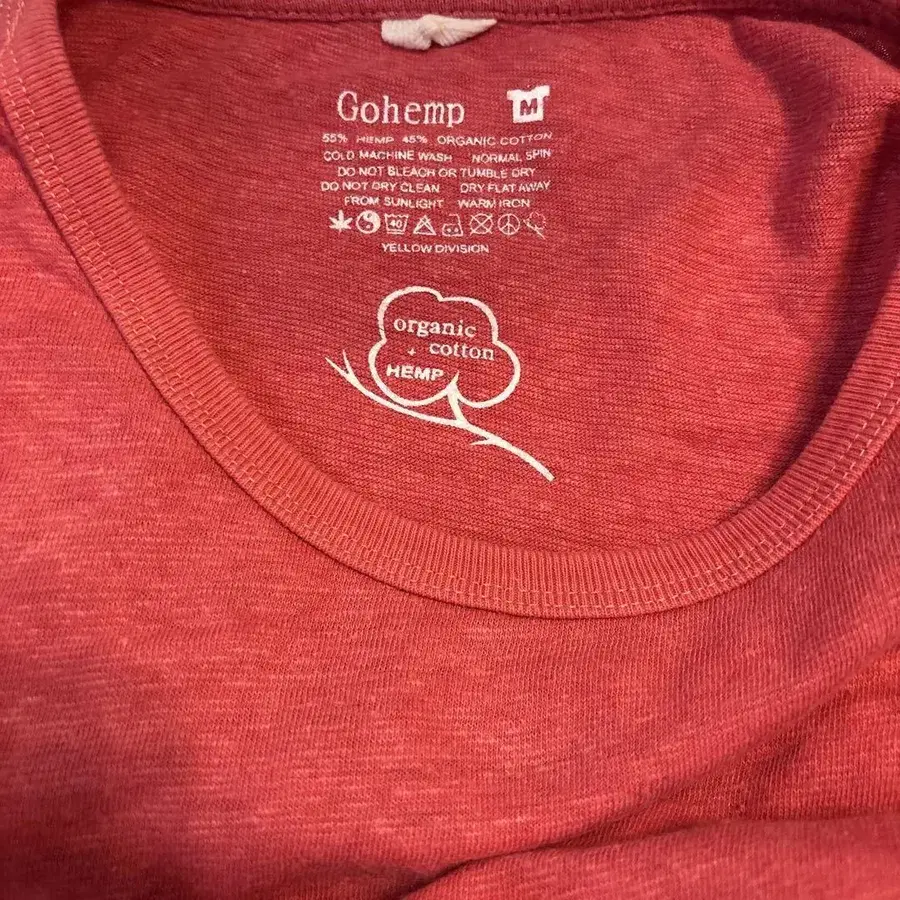 Gohemp M
55% HEMP 45% ORGANIC COTTON
COLD MACHINE WASH NORMAL SPIN
DO NOT BLEACH OR TUMBLE DRY
DO NOT DRY CLEAN DRY FLAT AWAY
FROM SUNLIGHT WARM IRON
40
YELLOW DIVISION
organic
cotton
+
HEMP